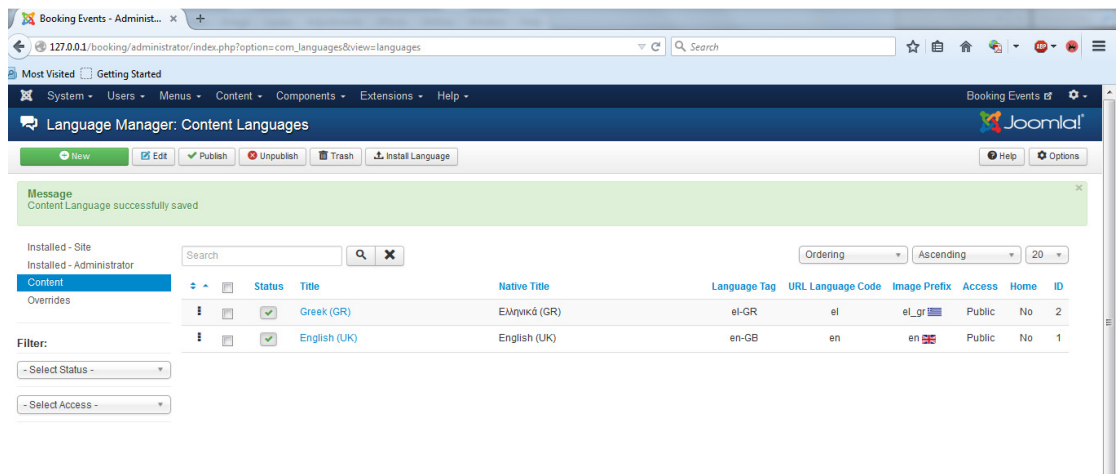 Booking Events - Administ... × +
127.0.0.1/booking/administrator/index.php?option=com_languages&view=languages Search
Most Visited Getting Started
System Users Menus Content Components Extensions Help Booking Events
Language Manager: Content Languages Joomla!
New Edit Publish Unpublish Trash Install Language Help Options
Message ×
Content Language successfully saved
Installed - Site
Installed - Administrator
Content
Overrides
Filter:
- Select Status -
- Select Access -
Search Ordering Ascending 20
Status Title Native Title Language Tag URL Language Code Image Prefix Access Home ID
Greek (GR) Ελληνικά (GR) el-GR el el_gr Public No 2
English (UK) English (UK) en-GB en en Public No 1